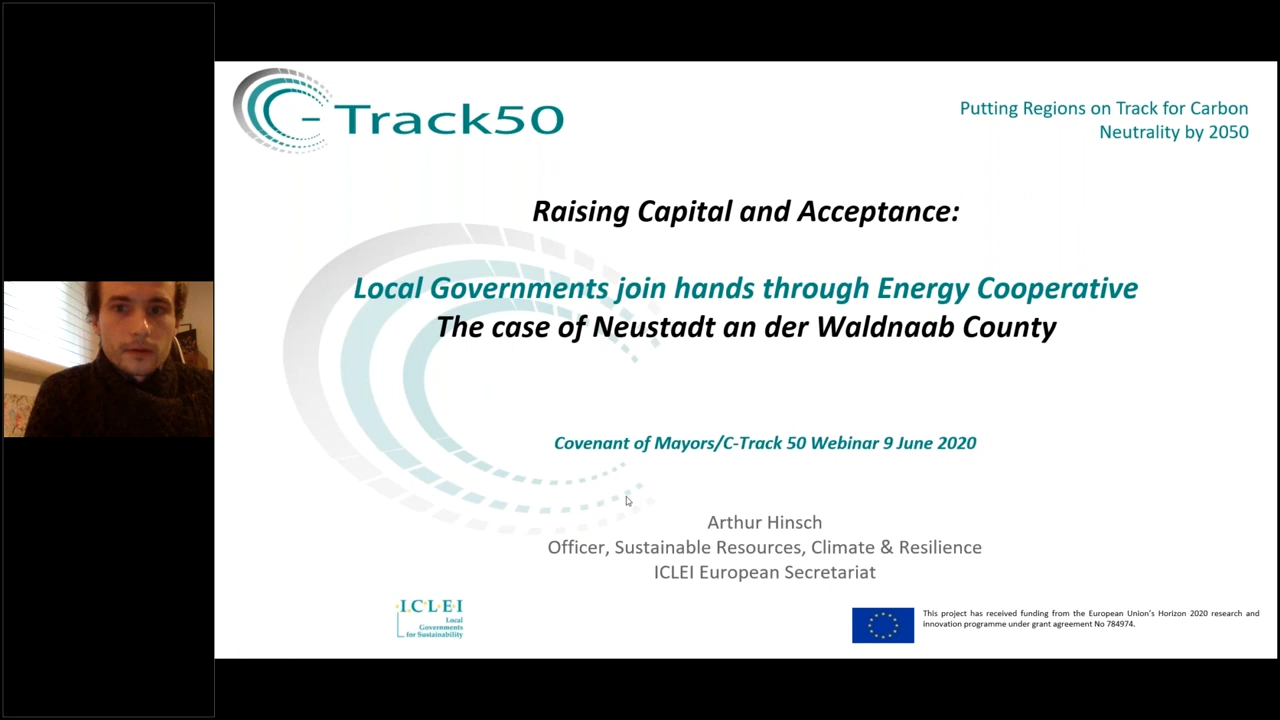 C-Track50
Putting Regions on Track for Carbon
Neutrality by 2050
Raising Capital and Acceptance:
Local Governments join hands through Energy Cooperative
The case of Neustadt an der Waldnaab County
Covenant of Mayors/C-Track 50 Webinar 9 June 2020
Arthur Hinsch
Officer, Sustainable Resources, Climate & Resilience
ICLEI European Secretariat
I.C.L.E.I
Local
Governments
for Sustainability
This project has received funding from the European Union's Horizon 2020 research and
innovation programme under grant agreement No 784974.